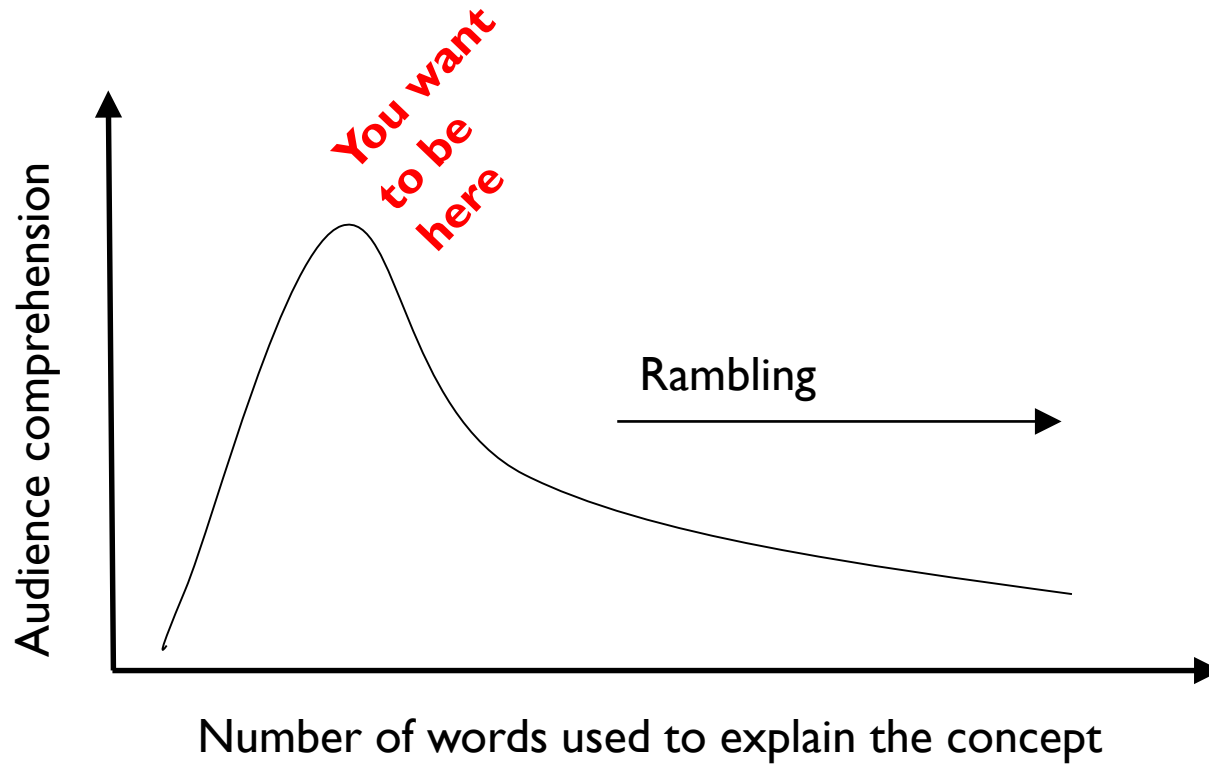 You want
to be
here
Audience comprehension
Rambling
Number of words used to explain the concept